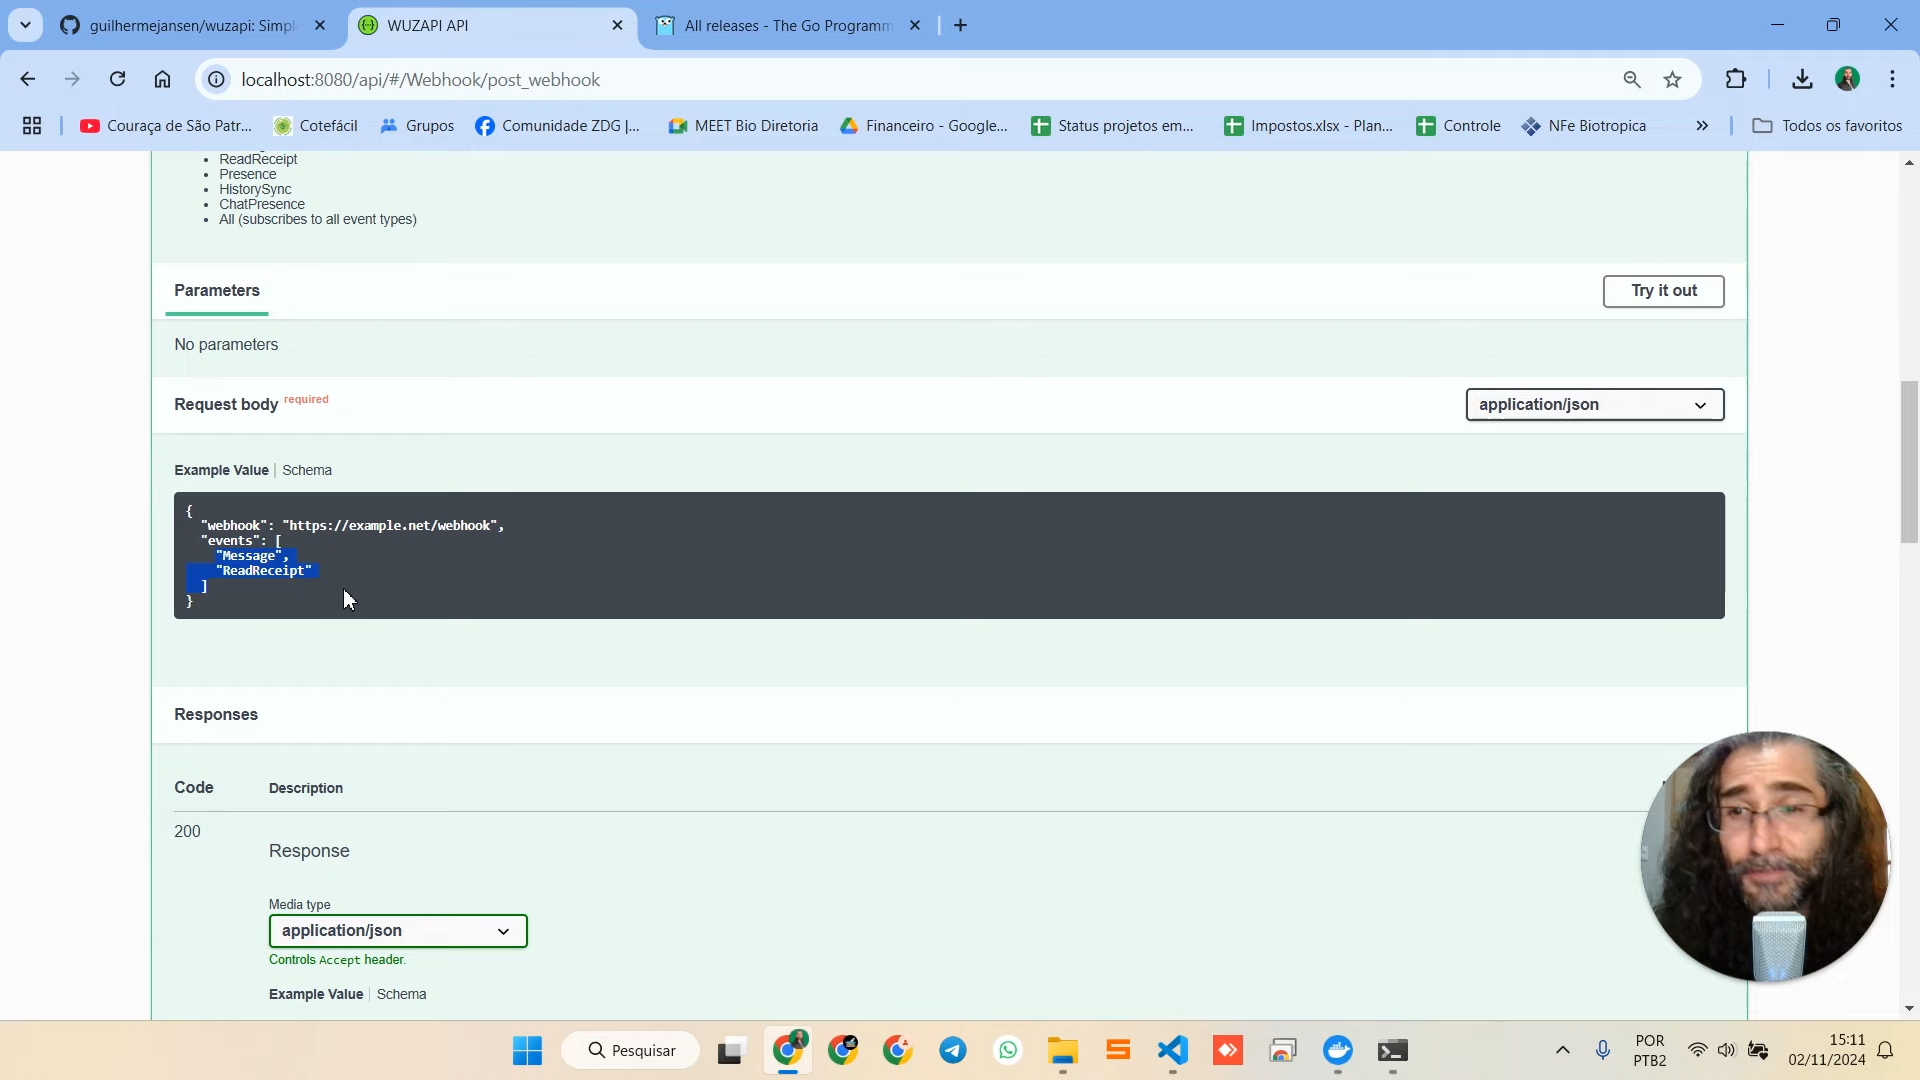 guilhermejansen/wuzapi: Simpl
WUZAPI API
All releases - The Go Programm
localhost:8080/api/#/Webhook/post_webhook
Couraça de São Patr...
Cotefácil
Grupos
Comunidade ZDG |...
MEET Bio Diretoria
Financeiro - Google...
Status projetos em...
Impostos.xlsx - Plan...
Controle
NFe Biotropica
Todos os favoritos
ReadReceipt
Presence
HistorySync
ChatPresence
All (subscribes to all event types)
Parameters
Try it out
No parameters
Request body required
application/json
Example Value | Schema
{
"webhook": "https://example.net/webhook",
"events": [
"Message",
"ReadReceipt"
]
}
Responses
Code
Description
200
Response
Media type
application/json
Controls Accept header.
Example Value | Schema
Pesquisar
POR
PTB2
15:11
02/11/2024